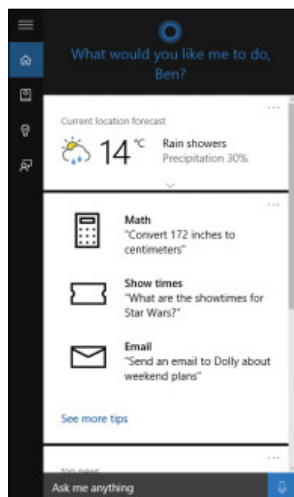 What would you like me to do,
Ben?
Current location forecast
14 °C
Rain showers
Precipitation 30%
Math
"Convert 172 inches to
centimeters"
Show times
"What are the showtimes for
Star Wars?"
Email
"Send an email to Dolly about
weekend plans"
See more tips
Ask me anything